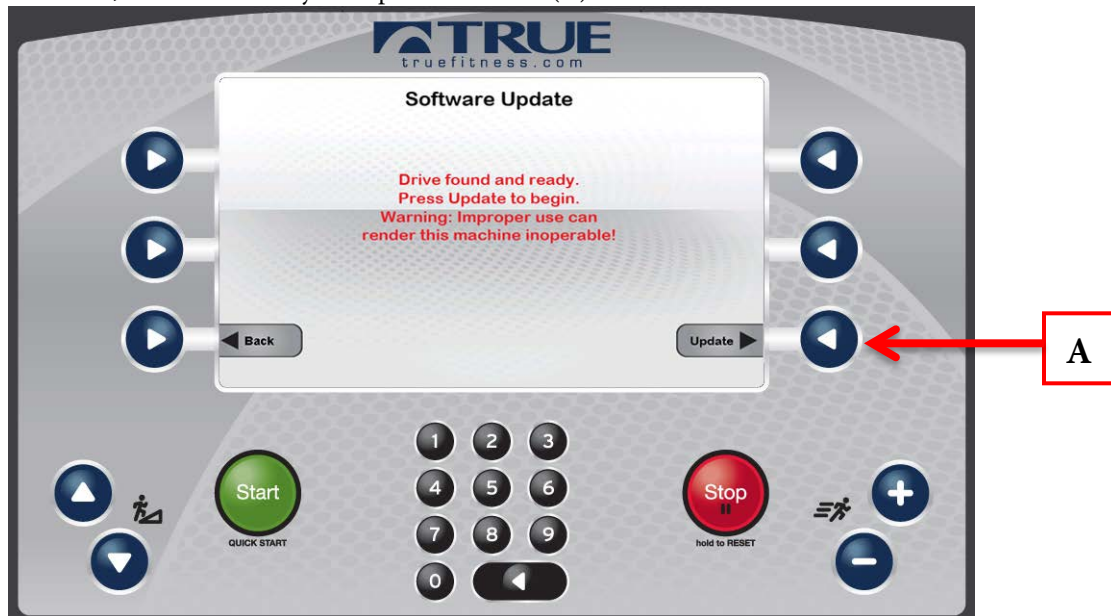 TRUE
truefitness.com
Software Update
Drive found and ready.
Press Update to begin.
Warning: Improper use can
render this machine inoperable!
Back
Update
A
1 2 3
4 5 6
7 8 9
0
Start
QUICK START
Stop
hold to RESET